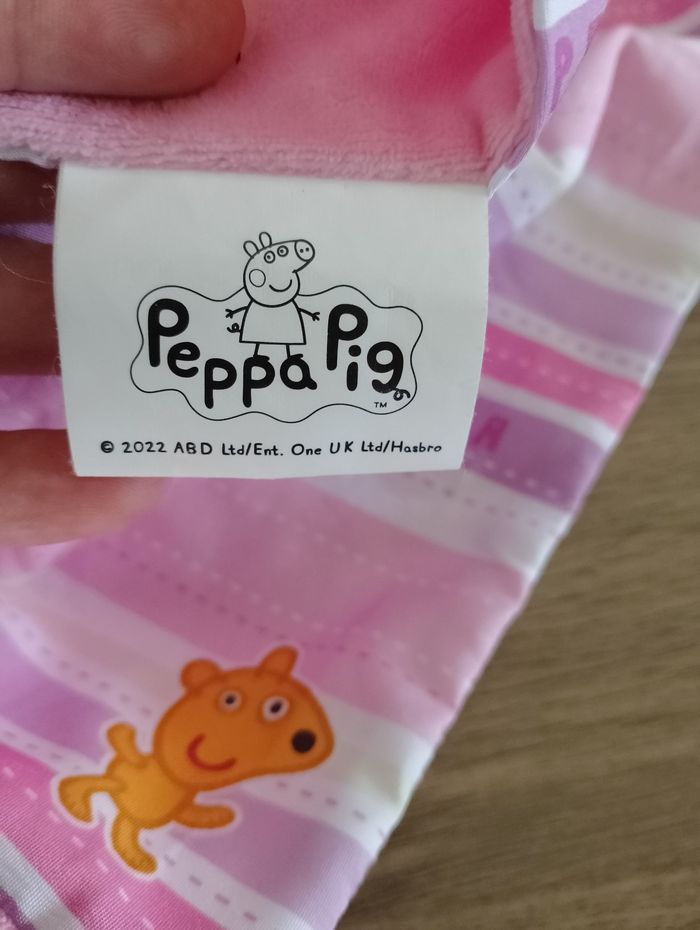 Peppa Pig
TM
© 2022 ABD Ltd/Ent. One UK Ltd/Hasbro